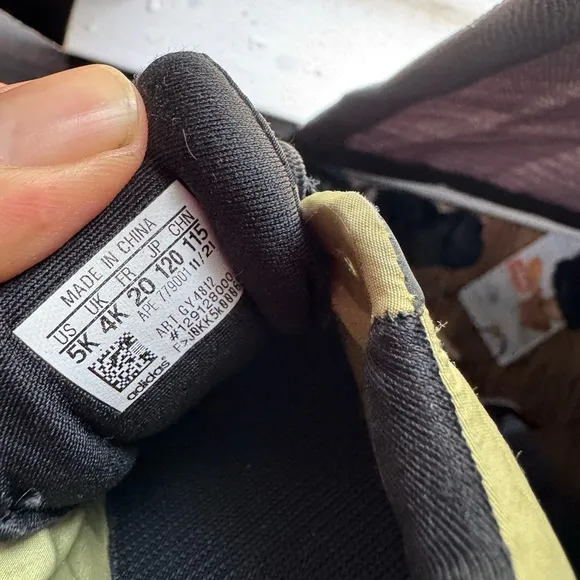 MADE IN CHINA
US UK FR JP CHN
5K 4K 20 120 115
APE 779001 11/21
ART GY4812
adidas